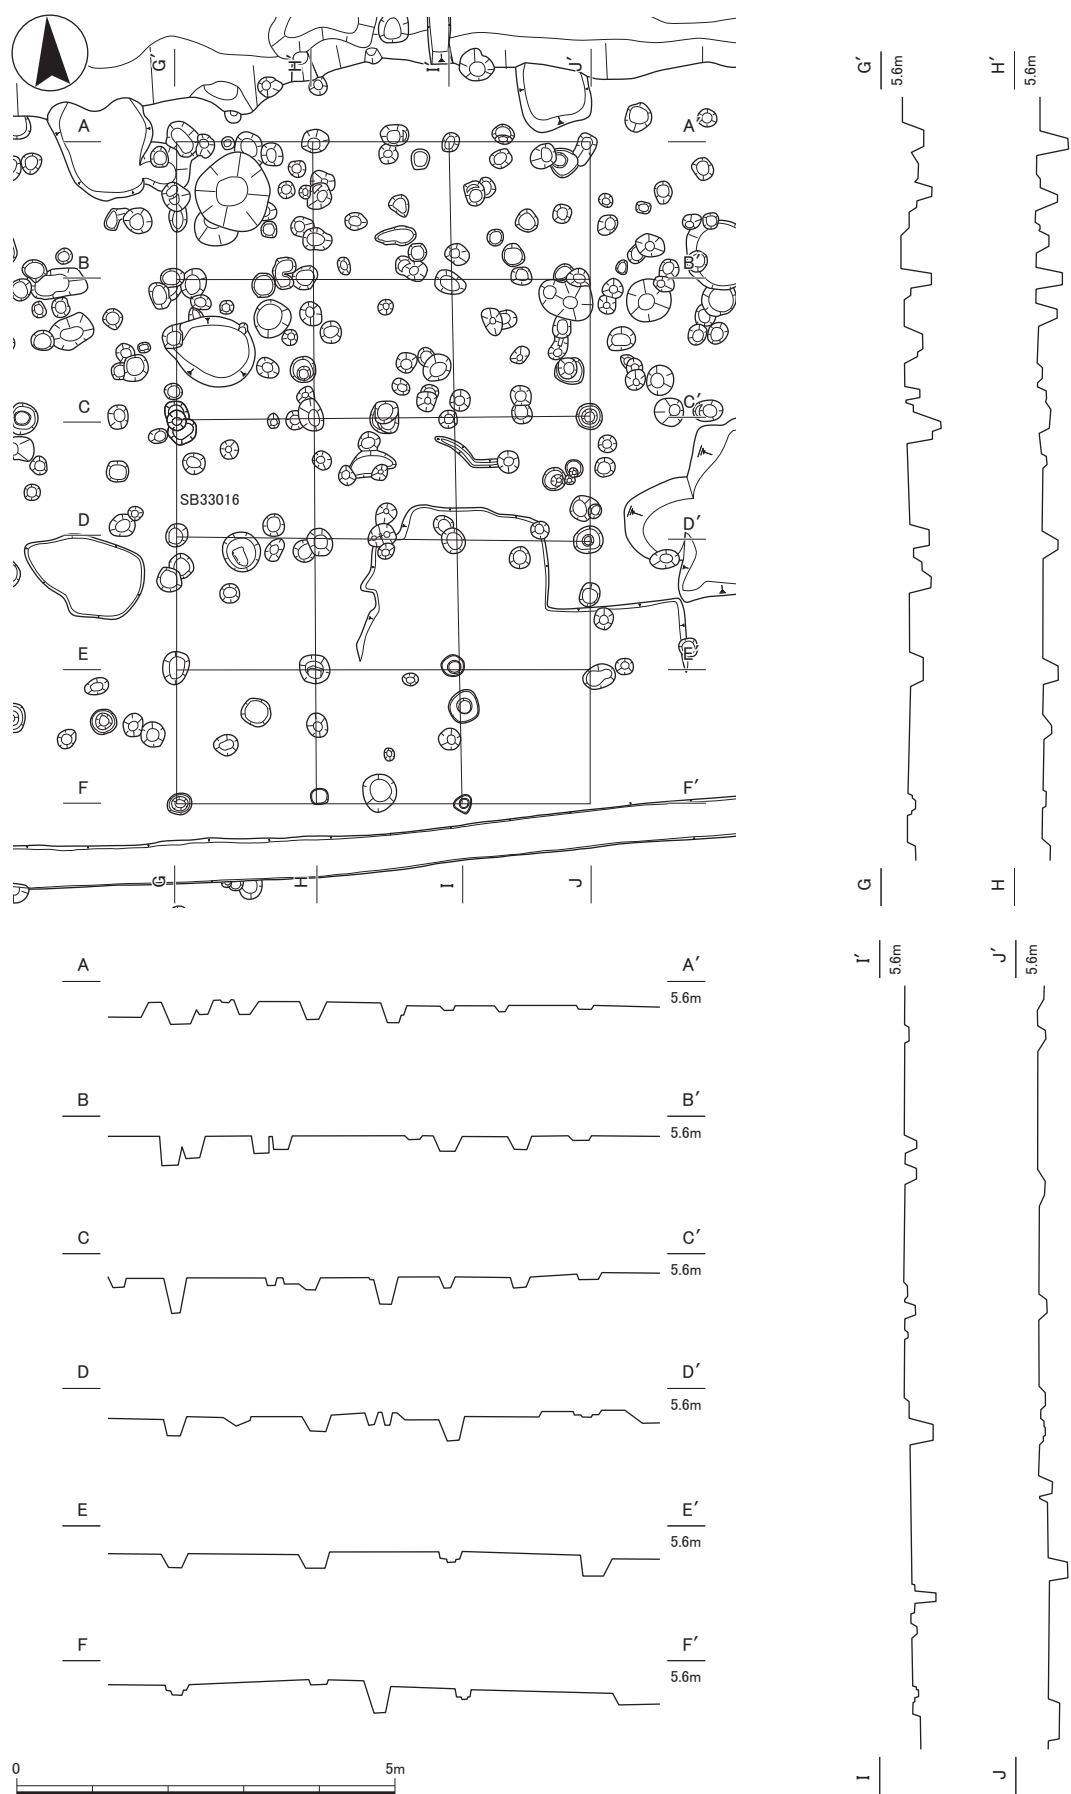 G′ H′ I′ J′
A A′
B B′
C C′
SB33016
D D′
E E′
F F′
G H I J
G′ 5.6m H′ 5.6m
G H
A A′
5.6m
B B′
5.6m
C C′
5.6m
D D′
5.6m
E E′
5.6m
F F′
5.6m
I′ 5.6m J′ 5.6m
I J
0 5m